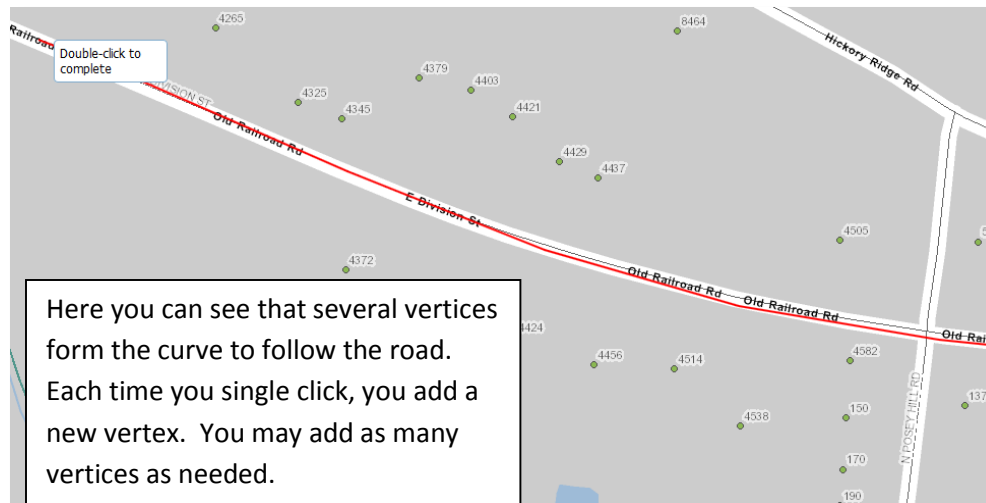 4265
8464
Railroad
Double-click to
complete
Hickory Ridge Rd
4379
4403
DIVISION ST
4325
4345
4421
Old Railroad Rd
4429
4437
E Division St
4505
4372
Old Railroad Rd
Old Railroad Rd
Old Rai
Here you can see that several vertices
form the curve to follow the road.
Each time you single click, you add a
new vertex. You may add as many
vertices as needed.
4424
4456
4514
4582
N POSEY HILL RD
137
150
4538
170
190